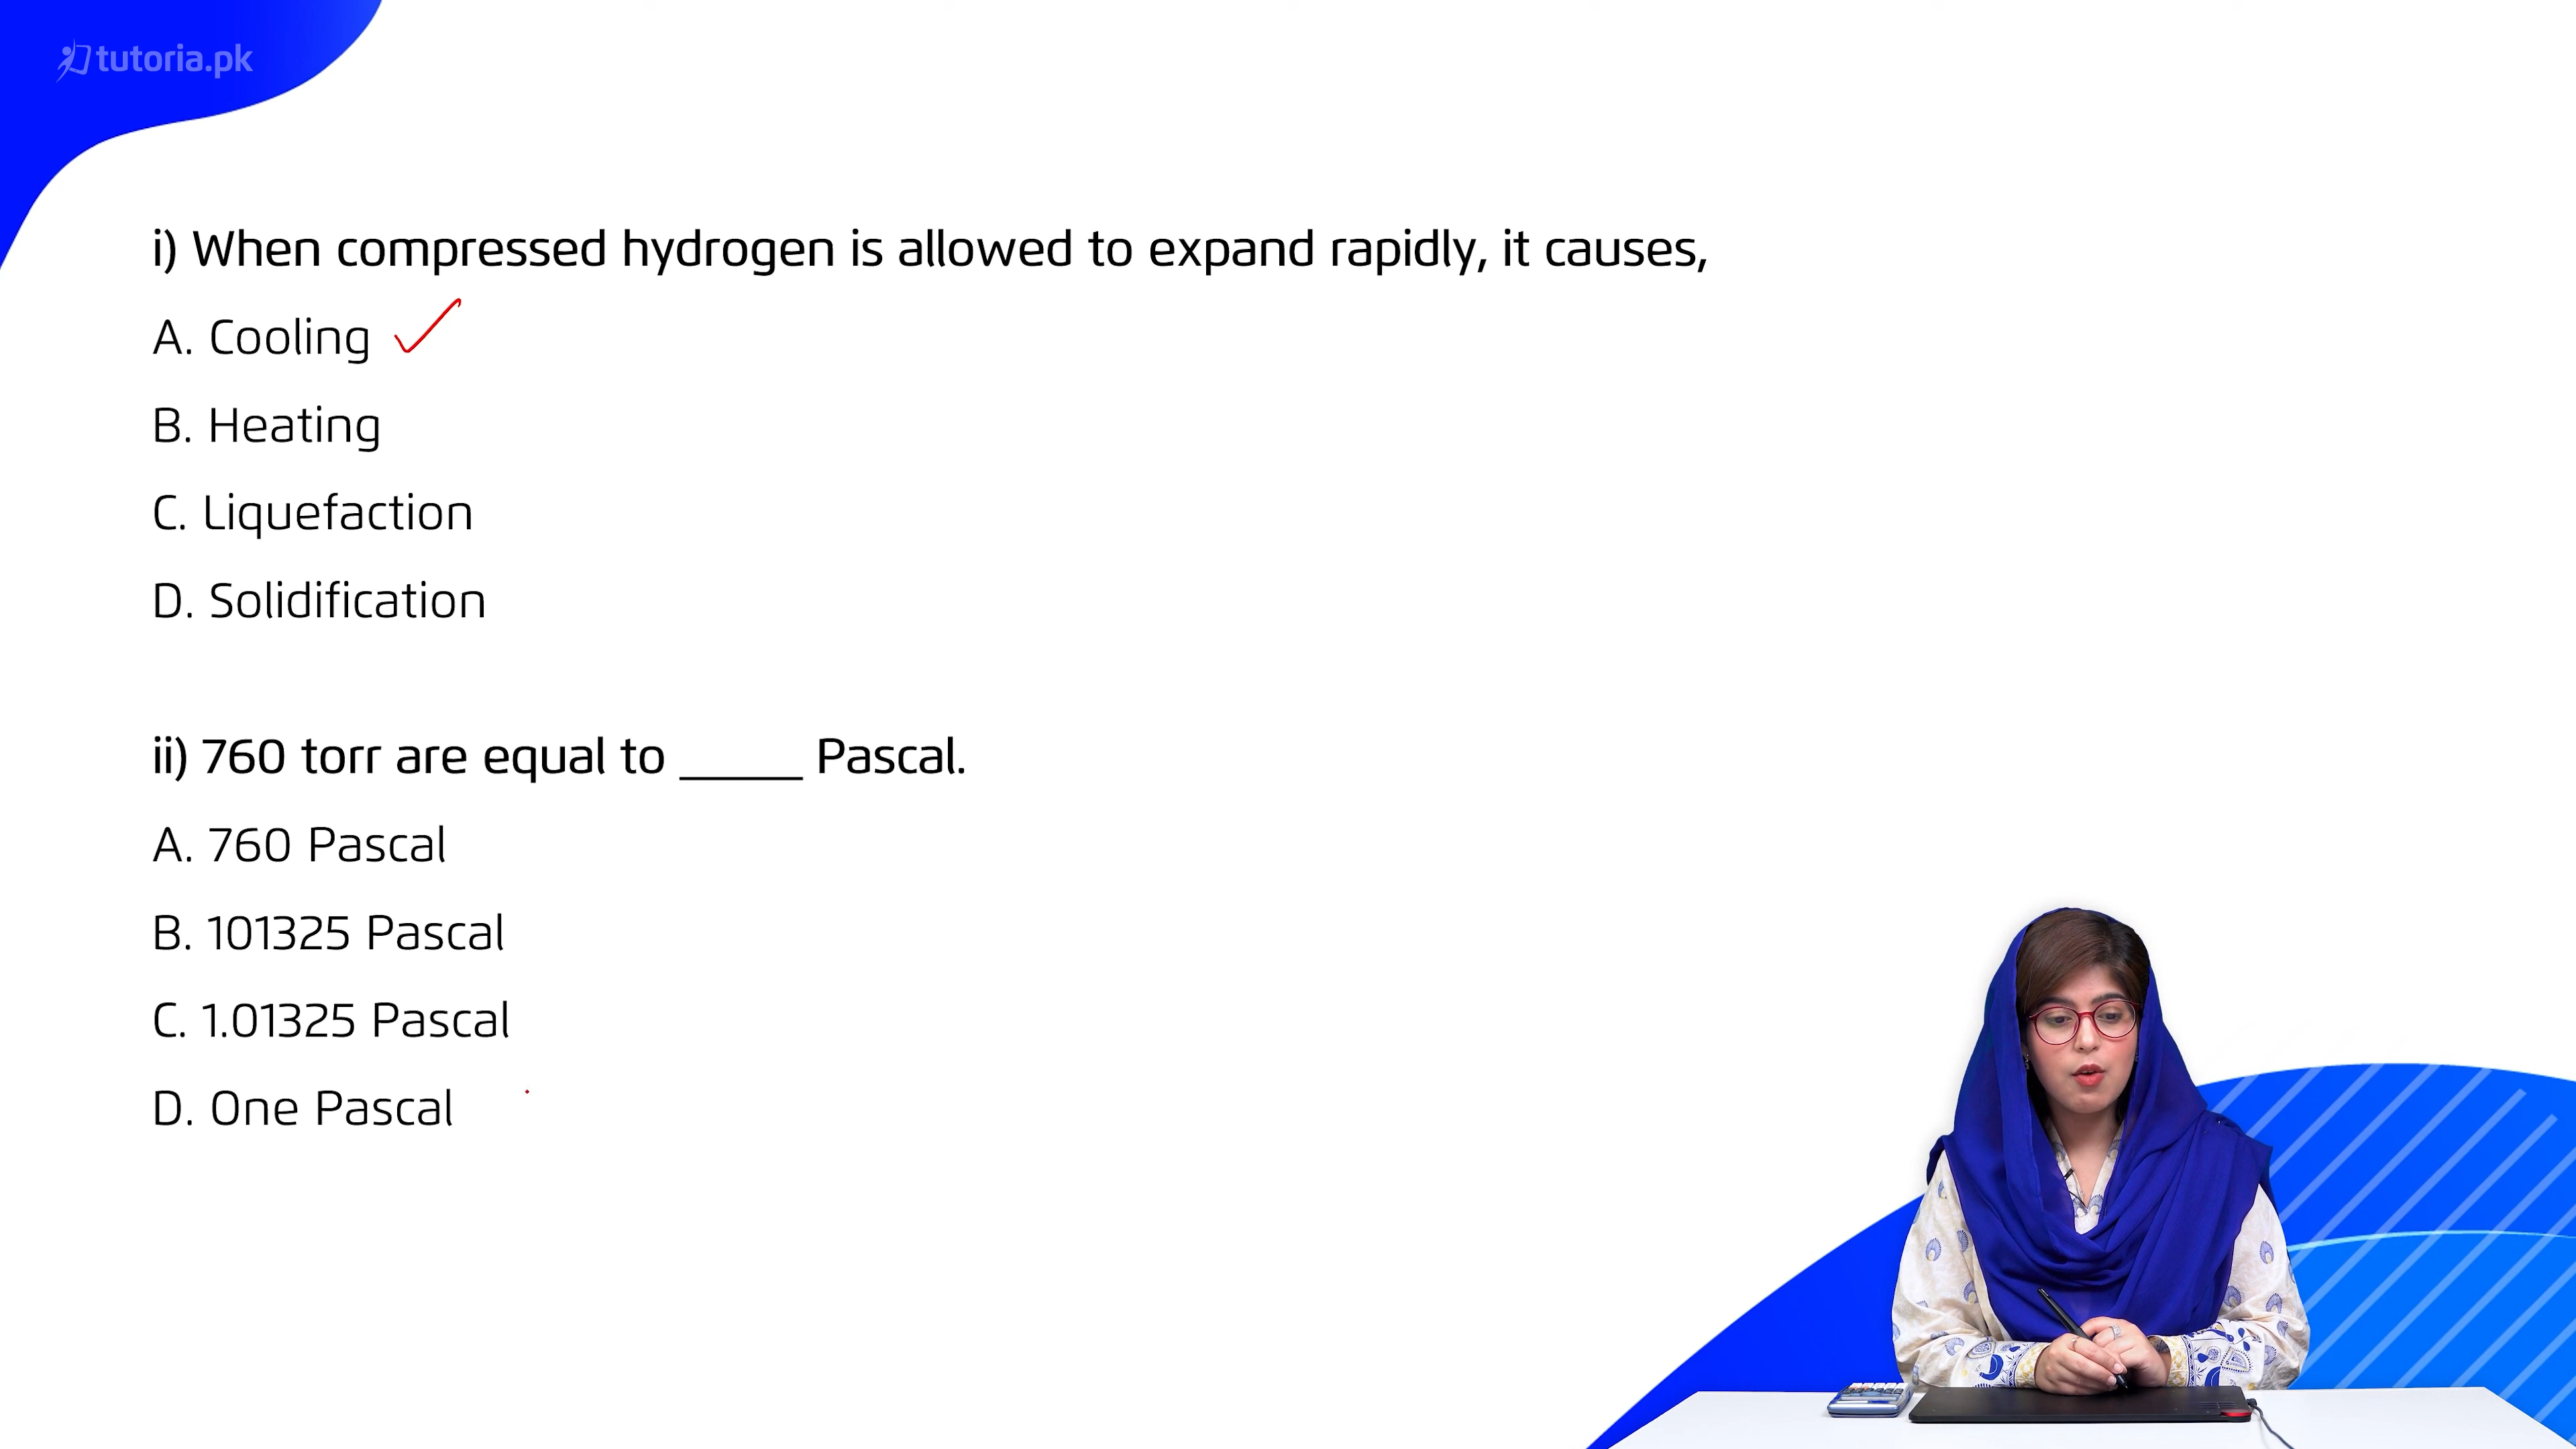 tutoria.pk
i) When compressed hydrogen is allowed to expand rapidly, it causes,
A. Cooling
B. Heating
C. Liquefaction
D. Solidification
ii) 760 torr are equal to _____ Pascal.
A. 760 Pascal
B. 101325 Pascal
C. 1.01325 Pascal
D. One Pascal